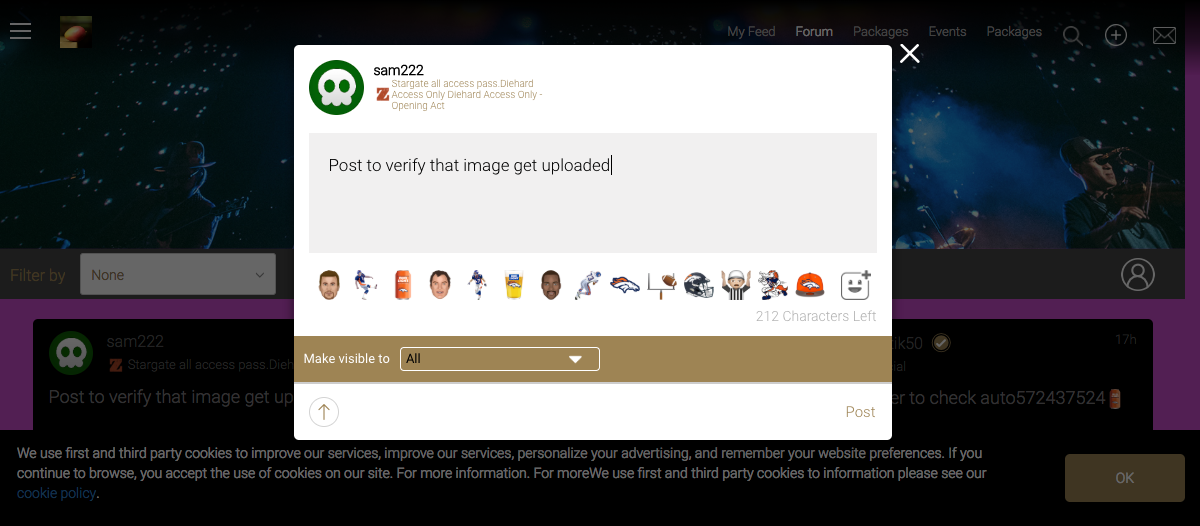 My Feed Forum Packages Events Packages
sam222
Stargate all access pass.Diehard
Access Only Diehard Access Only -
Opening Act
Post to verify that image get uploaded
Filter by None
212 Characters Left
Make visible to All
Post
sam222
Stargate all access pass.Dieh
Post to verify that image get up
ik50 17h
ial
er to check auto572437524
We use first and third party cookies to improve our services, improve our services, personalize your advertising, and remember your website preferences. If you
continue to browse, you accept the use of cookies on our site. For more information. For moreWe use first and third party cookies to information please see our
cookie policy.
OK